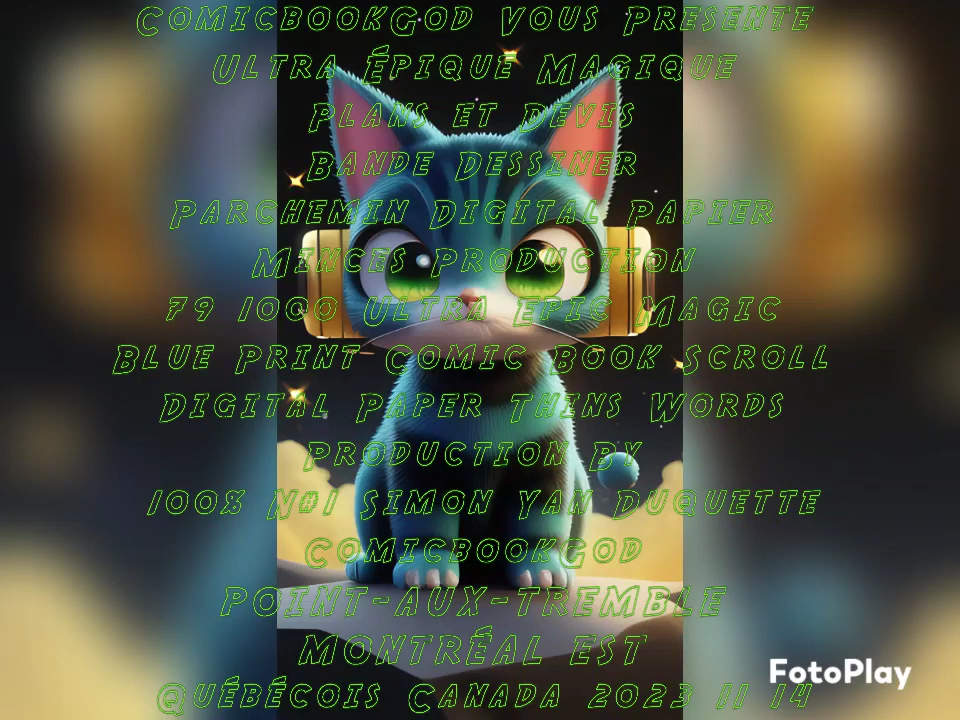 ComicbookGod Vous Presente
Ultra Épique Magique
Plans et Devis
Bande Dessiner
Parchemin Digital Papier
Minces Production
79 1000 Ultra Epic Magic
Blue Print Comic Book Scroll
Digital Paper Thins Words
Production By
100% N#1 Simon Yan Duquette
ComicbookGod
Point-aux-Tremble
Montréal Est
Québécois Canada 2023 11 14
FotoPlay